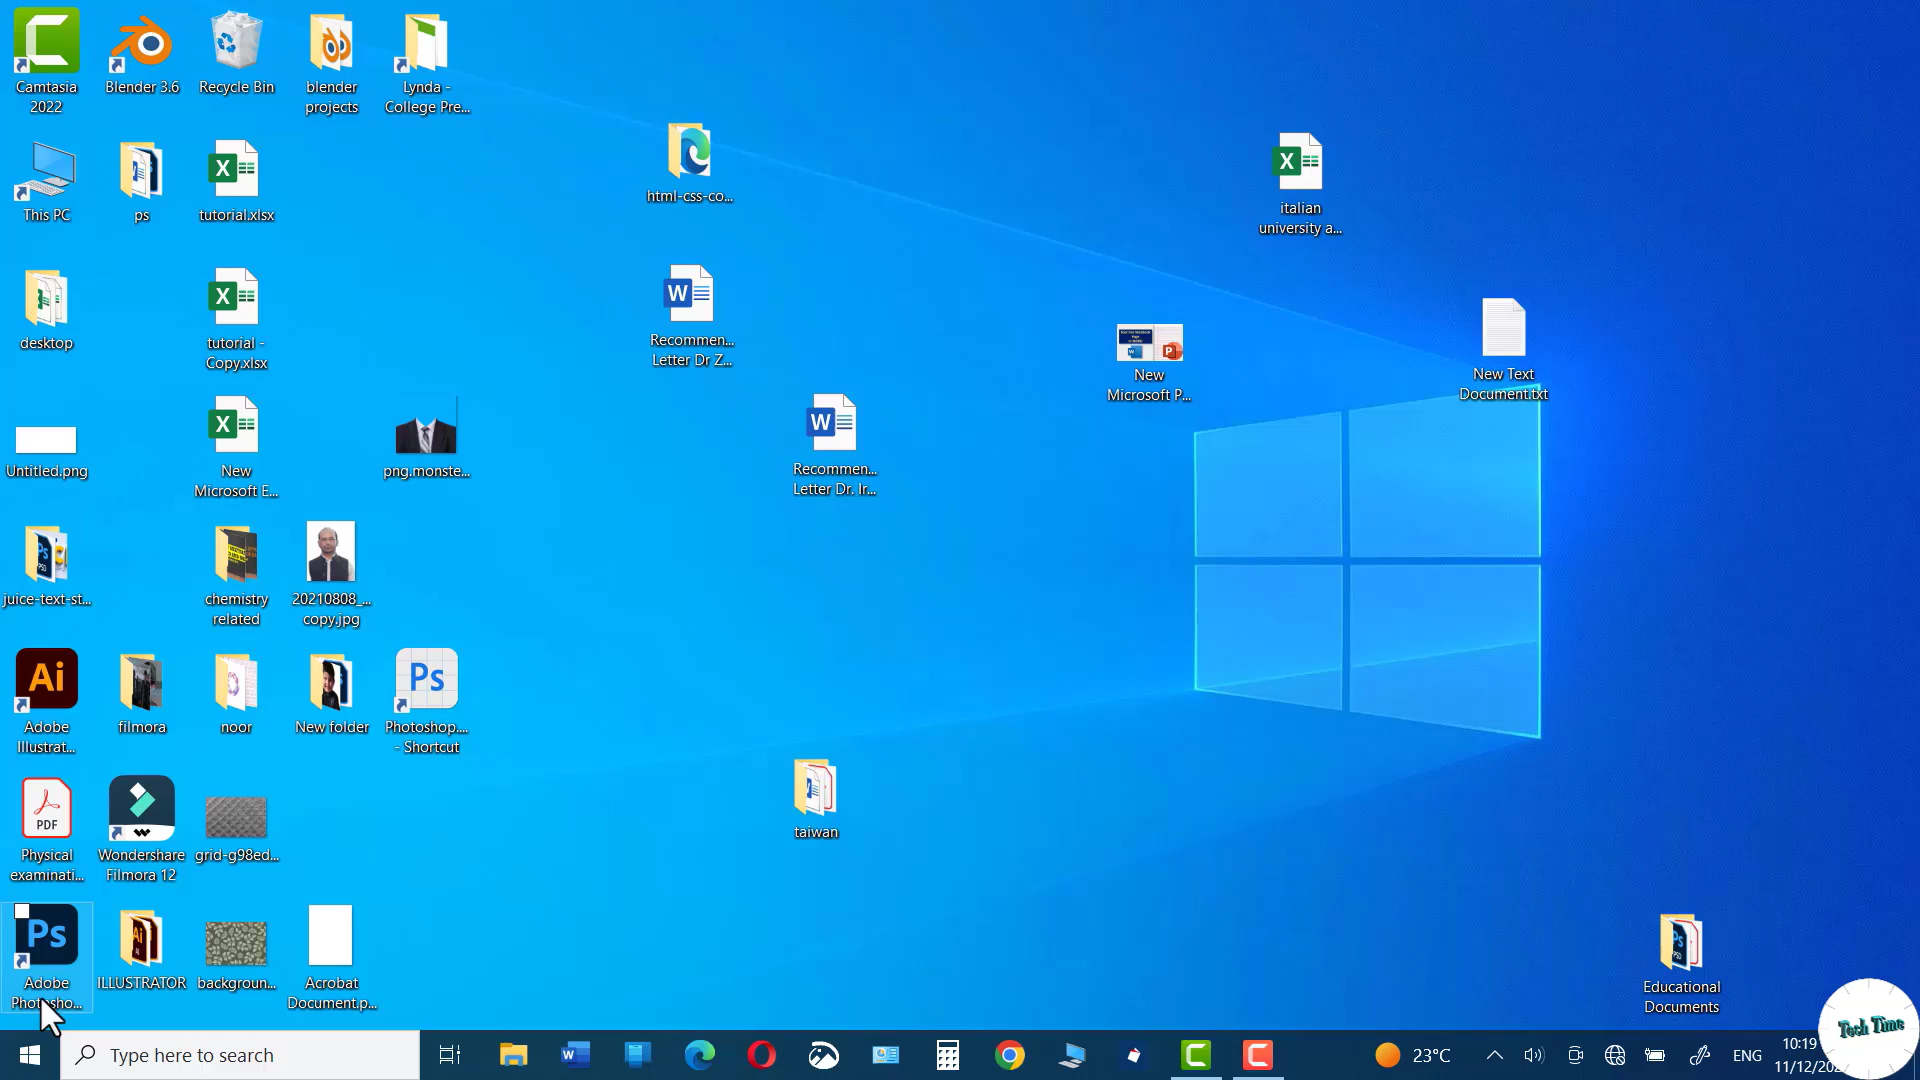 Camtasia
2022
Blender 3.6
Recycle Bin
blender
projects
Lynda -
College Pre...
This PC
ps
tutorial.xlsx
html-css-co...
italian
university a...
desktop
tutorial -
Copy.xlsx
Recommen...
Letter Dr Z...
New
Microsoft P...
New Text
Document.txt
Untitled.png
New
Microsoft E...
png.monste...
Recommen...
Letter Dr. Ir...
juice-text-st...
chemistry
related
20210808_...
copy.jpg
Ai
Adobe
Illustrat...
filmora
noor
New folder
Ps
Photoshop....
- Shortcut
PDF
Physical
examinati...
Wondershare
Filmora 12
grid-g98ed...
taiwan
Ps
Adobe
Photosho...
ILLUSTRATOR
backgroun...
Acrobat
Document.p...
Educational
Documents
Tech Time
Type here to search
23°C
ENG
10:19